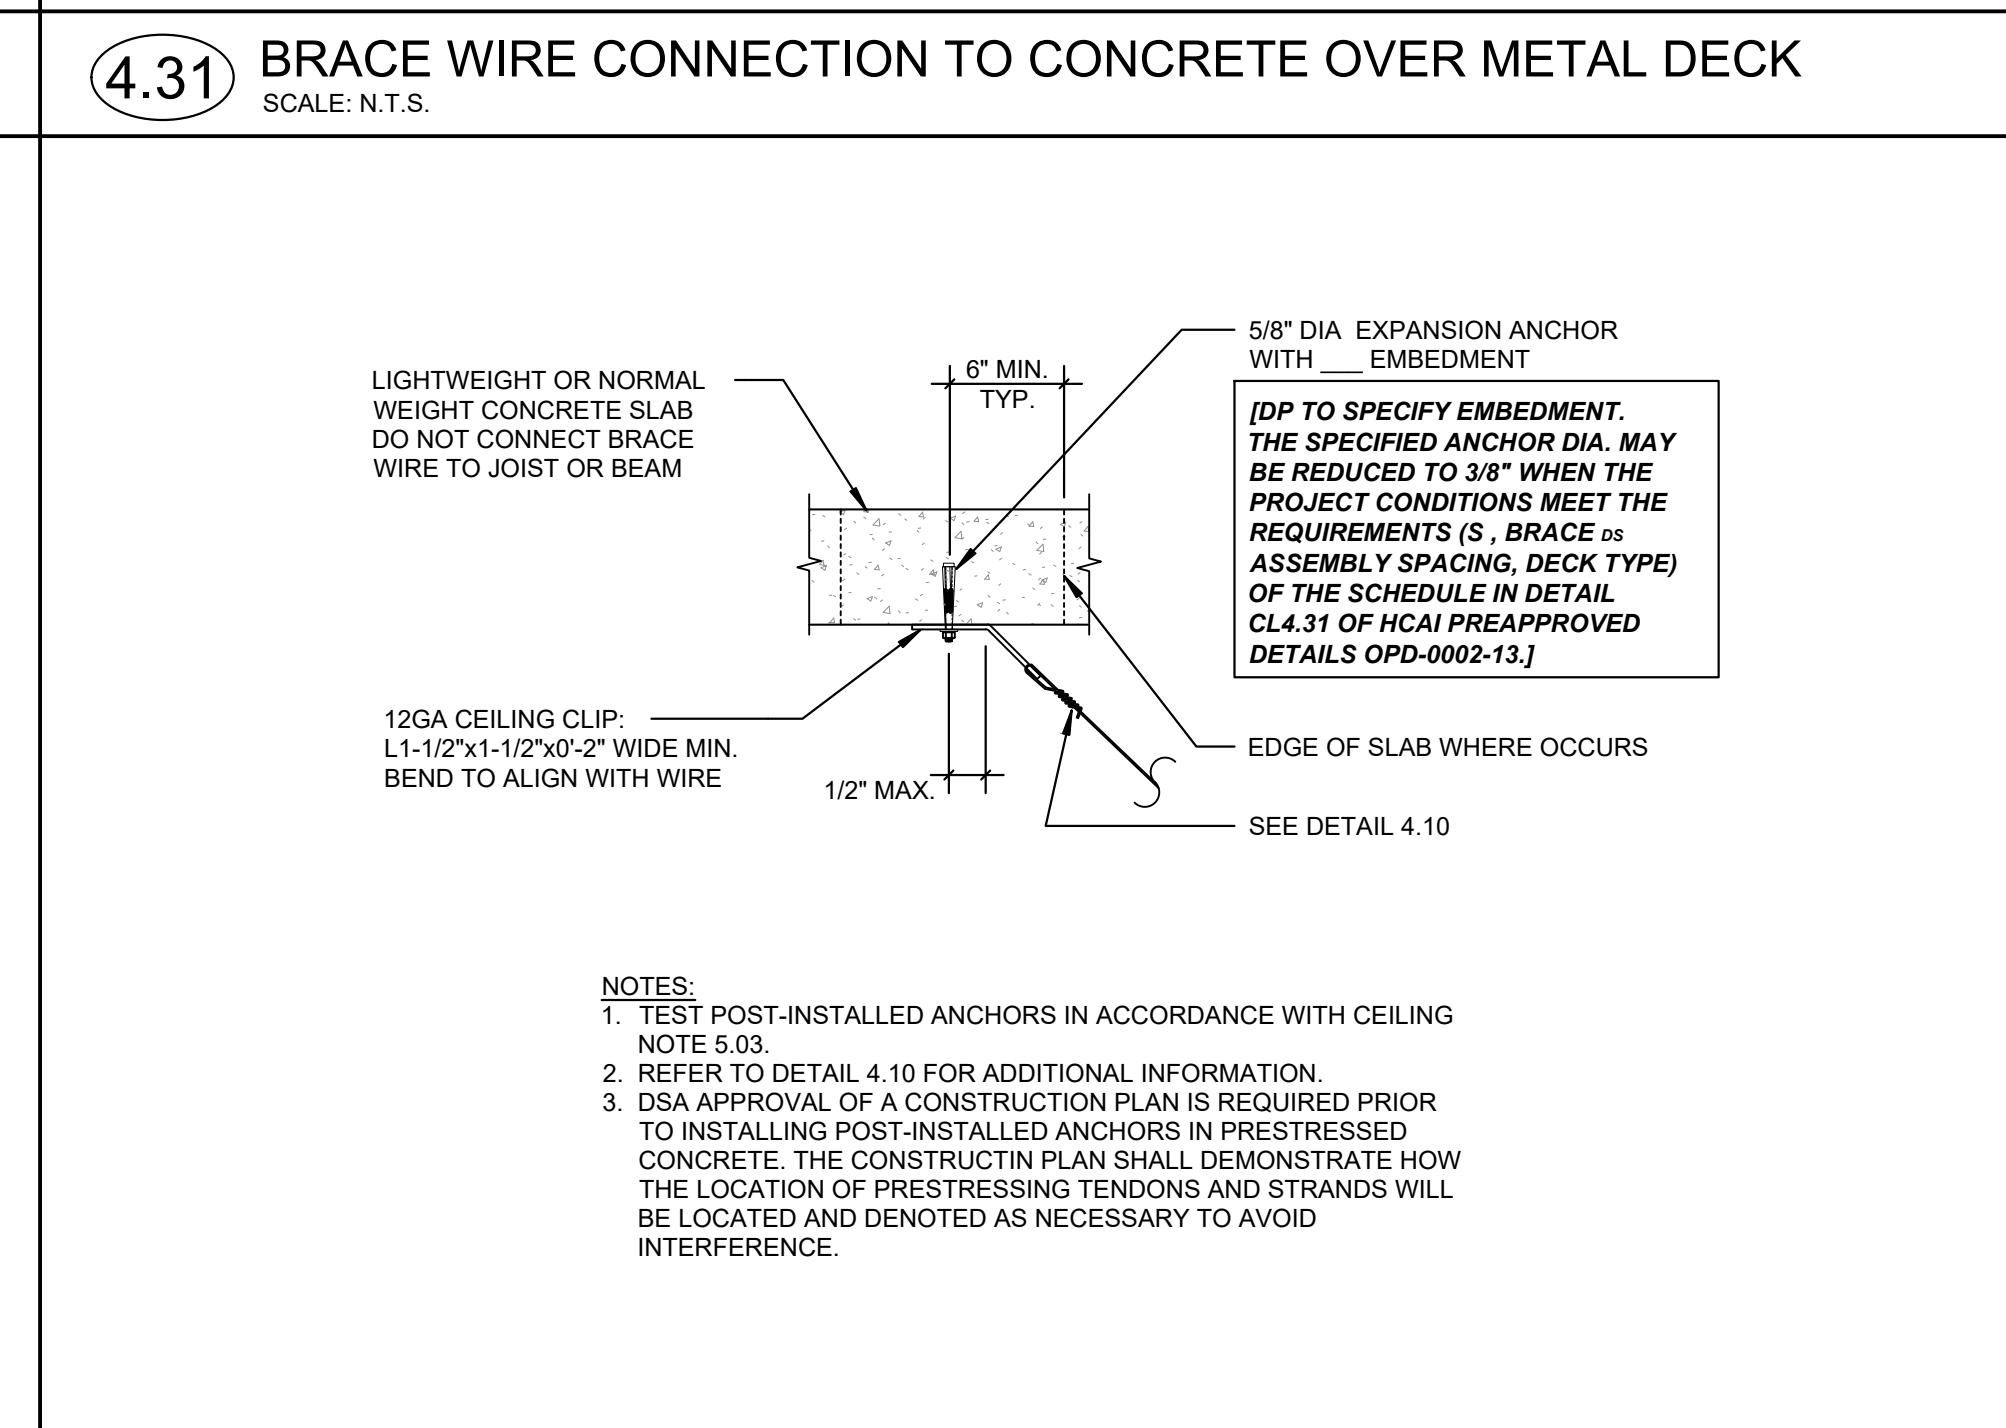 4.31
BRACE WIRE CONNECTION TO CONCRETE OVER METAL DECK
SCALE: N.T.S.
LIGHTWEIGHT OR NORMAL
WEIGHT CONCRETE SLAB
DO NOT CONNECT BRACE
WIRE TO JOIST OR BEAM
6" MIN.
TYP.
5/8" DIA EXPANSION ANCHOR
WITH ___ EMBEDMENT
[DP TO SPECIFY EMBEDMENT.
THE SPECIFIED ANCHOR DIA. MAY
BE REDUCED TO 3/8" WHEN THE
PROJECT CONDITIONS MEET THE
REQUIREMENTS (S , BRACE DS
ASSEMBLY SPACING, DECK TYPE)
OF THE SCHEDULE IN DETAIL
CL4.31 OF HCAI PREAPPROVED
DETAILS OPD-0002-13.]
12GA CEILING CLIP:
L1-1/2"x1-1/2"x0'-2" WIDE MIN.
BEND TO ALIGN WITH WIRE
1/2" MAX.
EDGE OF SLAB WHERE OCCURS
SEE DETAIL 4.10
NOTES:
1. TEST POST-INSTALLED ANCHORS IN ACCORDANCE WITH CEILING
NOTE 5.03.
2. REFER TO DETAIL 4.10 FOR ADDITIONAL INFORMATION.
3. DSA APPROVAL OF A CONSTRUCTION PLAN IS REQUIRED PRIOR
TO INSTALLING POST-INSTALLED ANCHORS IN PRESTRESSED
CONCRETE. THE CONSTRUCTIN PLAN SHALL DEMONSTRATE HOW
THE LOCATION OF PRESTRESSING TENDONS AND STRANDS WILL
BE LOCATED AND DENOTED AS NECESSARY TO AVOID
INTERFERENCE.